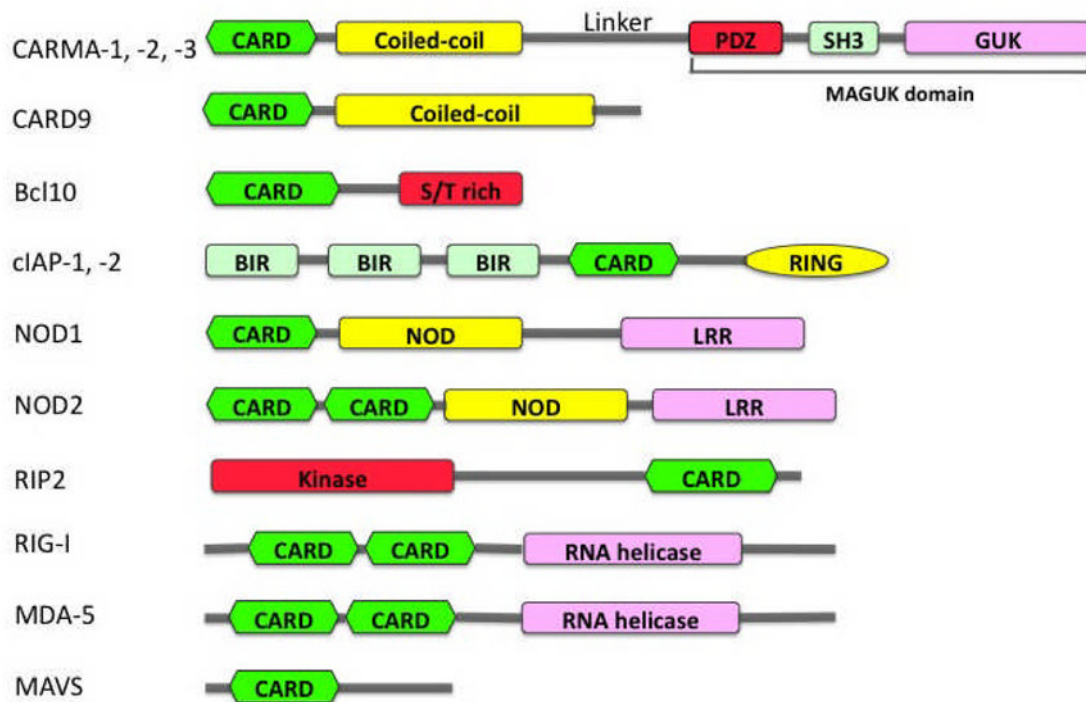 Linker
CARMA-1, -2, -3 CARD Coiled-coil PDZ SH3 GUK
MAGUK domain
CARD9 CARD Coiled-coil
Bcl10 CARD S/T rich
cIAP-1, -2 BIR BIR BIR CARD RING
NOD1 CARD NOD LRR
NOD2 CARD CARD NOD LRR
RIP2 Kinase CARD
RIG-I CARD CARD RNA helicase
MDA-5 CARD CARD RNA helicase
MAVS CARD